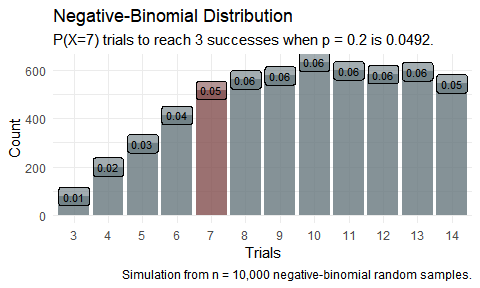 Negative-Binomial Distribution
P(X=7) trials to reach 3 successes when p = 0.2 is 0.0492.
Count
600
400
200
0
0.01
0.02
0.03
0.04
0.05
0.06
0.06
0.06
0.06
0.06
0.06
0.05
3 4 5 6 7 8 9 10 11 12 13 14
Trials
Simulation from n = 10,000 negative-binomial random samples.